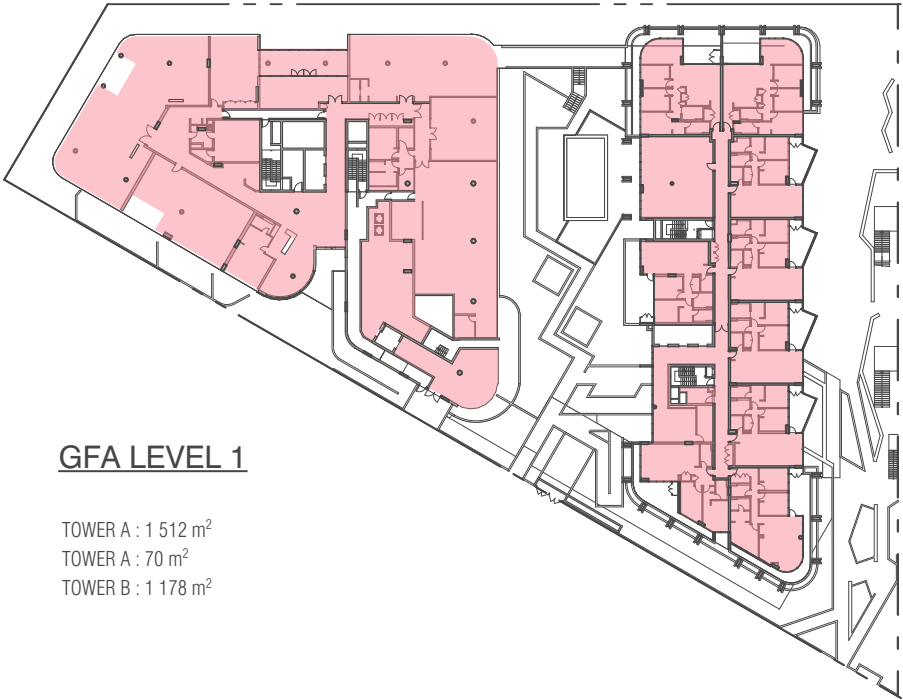 GFA LEVEL 1
TOWER A : 1 512 m²
TOWER A : 70 m²
TOWER B : 1 178 m²